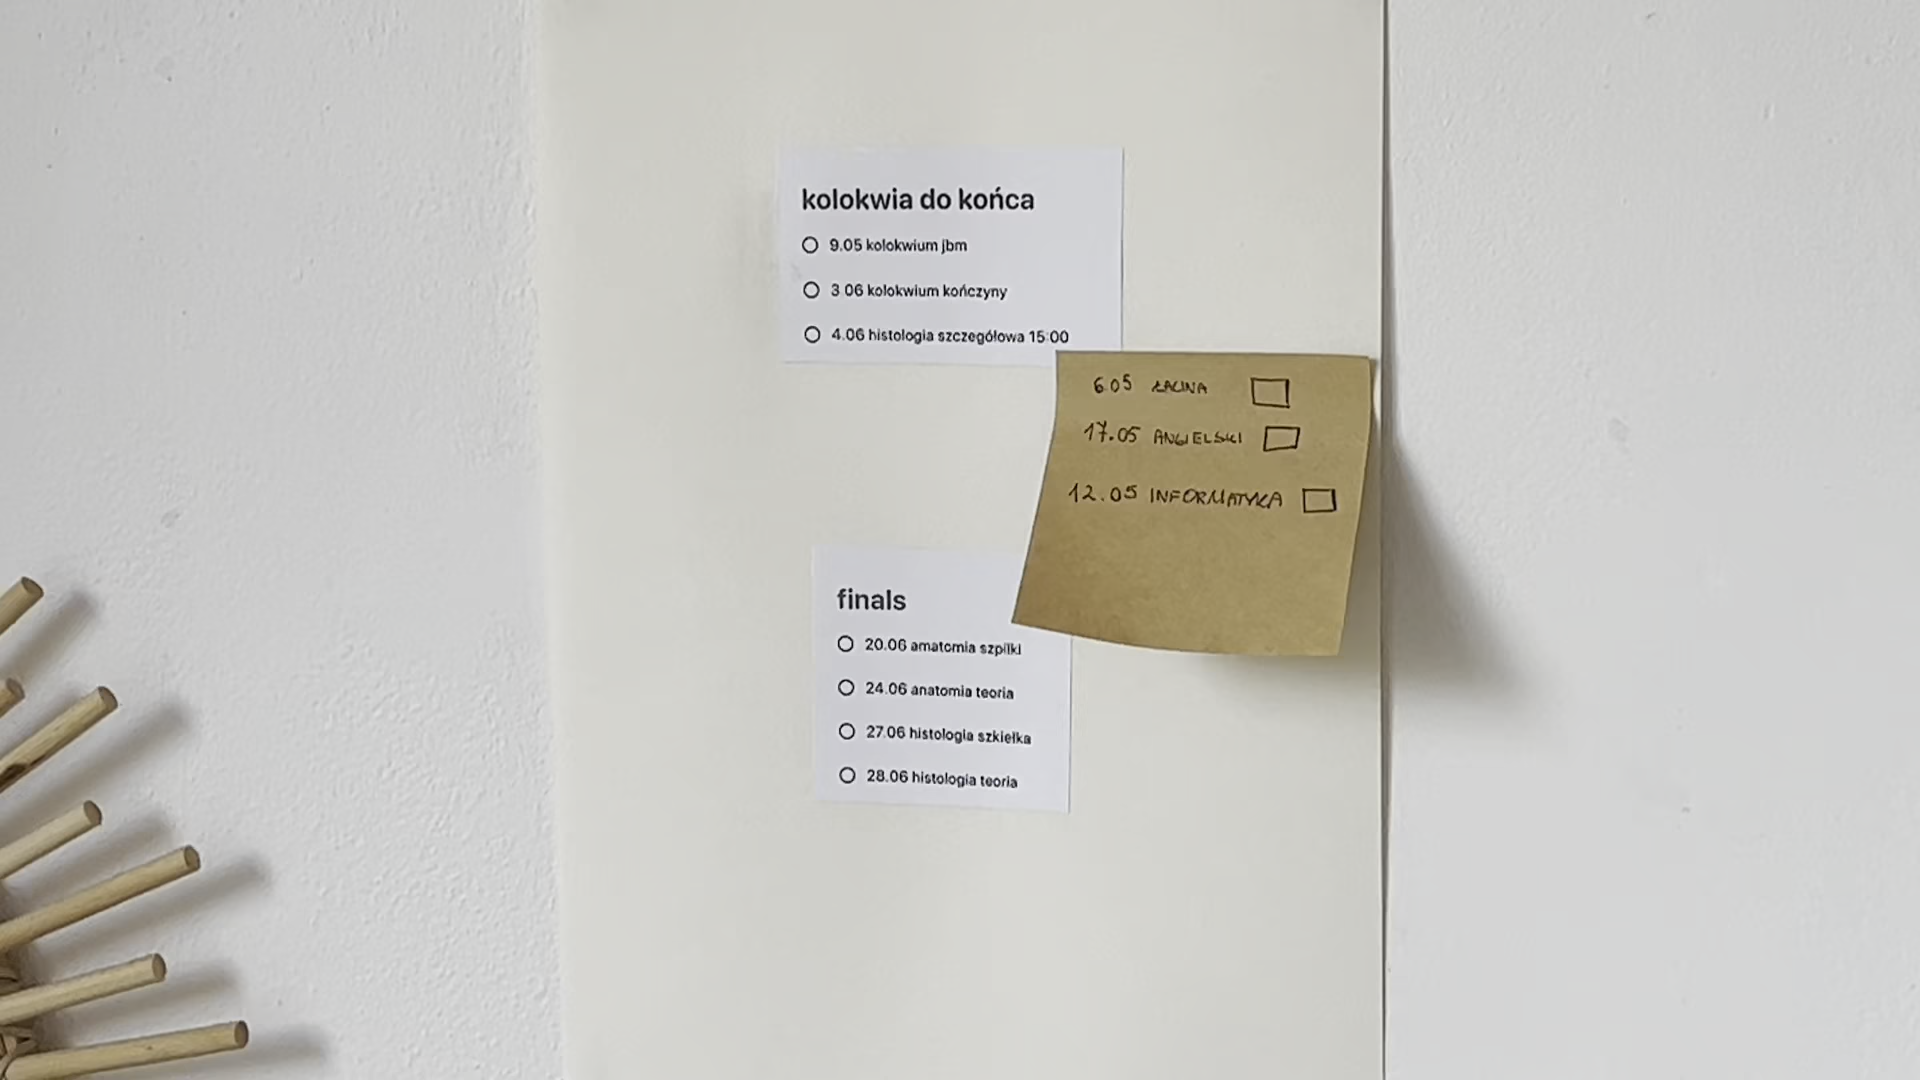 kolokwia do końca
9.05 kolokwium jbm
3 06 kolokwium kończyny
4.06 histologia szczegółowa 15:00
6 05 ŁACINA
17.05 ANGIELSKI
12.05 INFORMATYKA
finals
20.06 amatomia szpilki
24.06 anatomia teoria
27.06 histologia szkiełka
28.06 histologia teoria